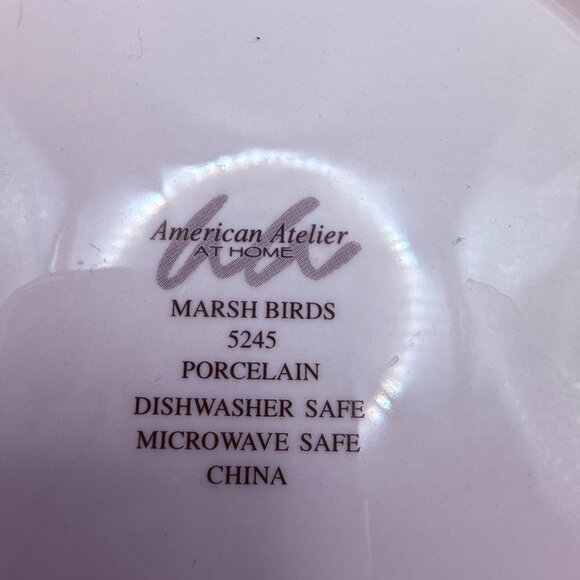 American Atelier
AT HOME
MARSH BIRDS
5245
PORCELAIN
DISHWASHER SAFE
MICROWAVE SAFE
CHINA